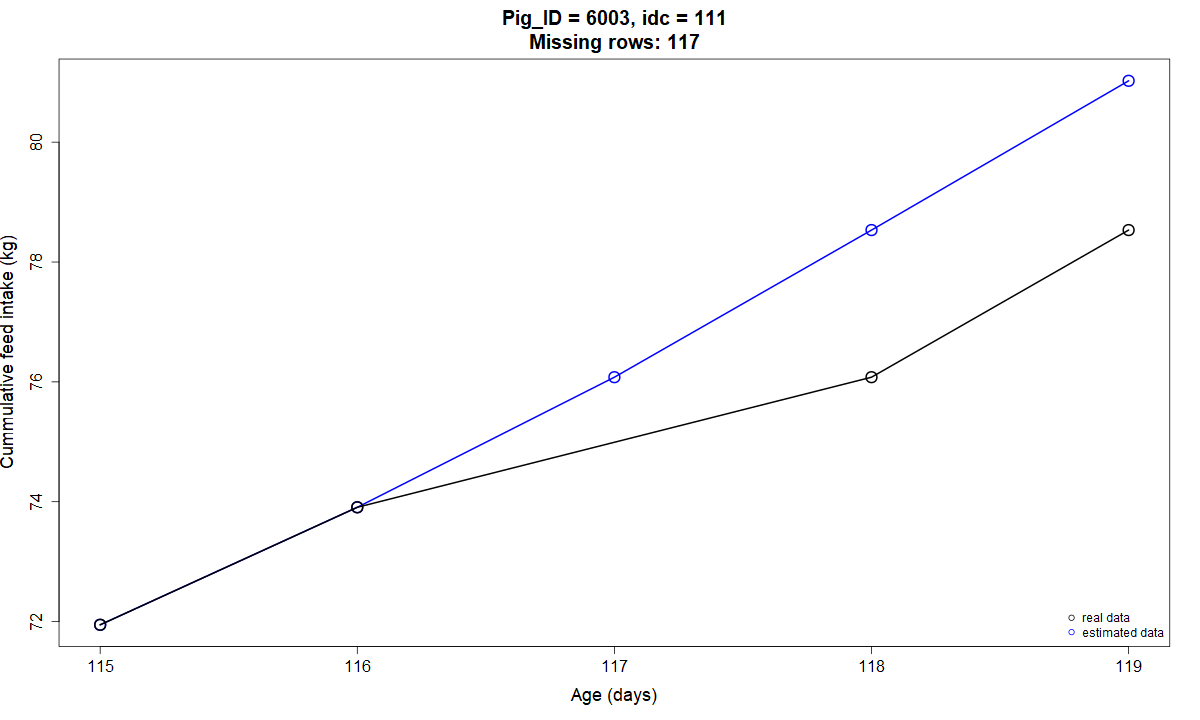 Pig_ID = 6003, idc = 111
Missing rows: 117
Cummulative feed intake (kg)
80
78
76
74
72
115
116
117
118
119
Age (days)
real data
estimated data